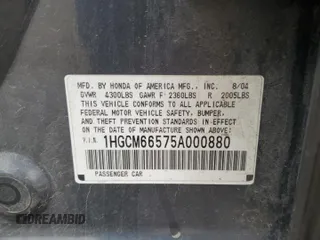 MFD. BY HONDA OF AMERICA MFG., INC. 8/04
GVWR 4300LBS GAWR F 2360LBS R 2005LBS
THIS VEHICLE CONFORMS TO ALL APPLICABLE
FEDERAL MOTOR VEHICLE SAFETY, BUMPER,
AND THEFT PREVENTION STANDARDS IN EFFECT
ON THE DATE OF MANUFACTURE SHOWN ABOVE.
V.I.N. 1HGCM66575A000880
PASSENGER CAR
DREAMBID